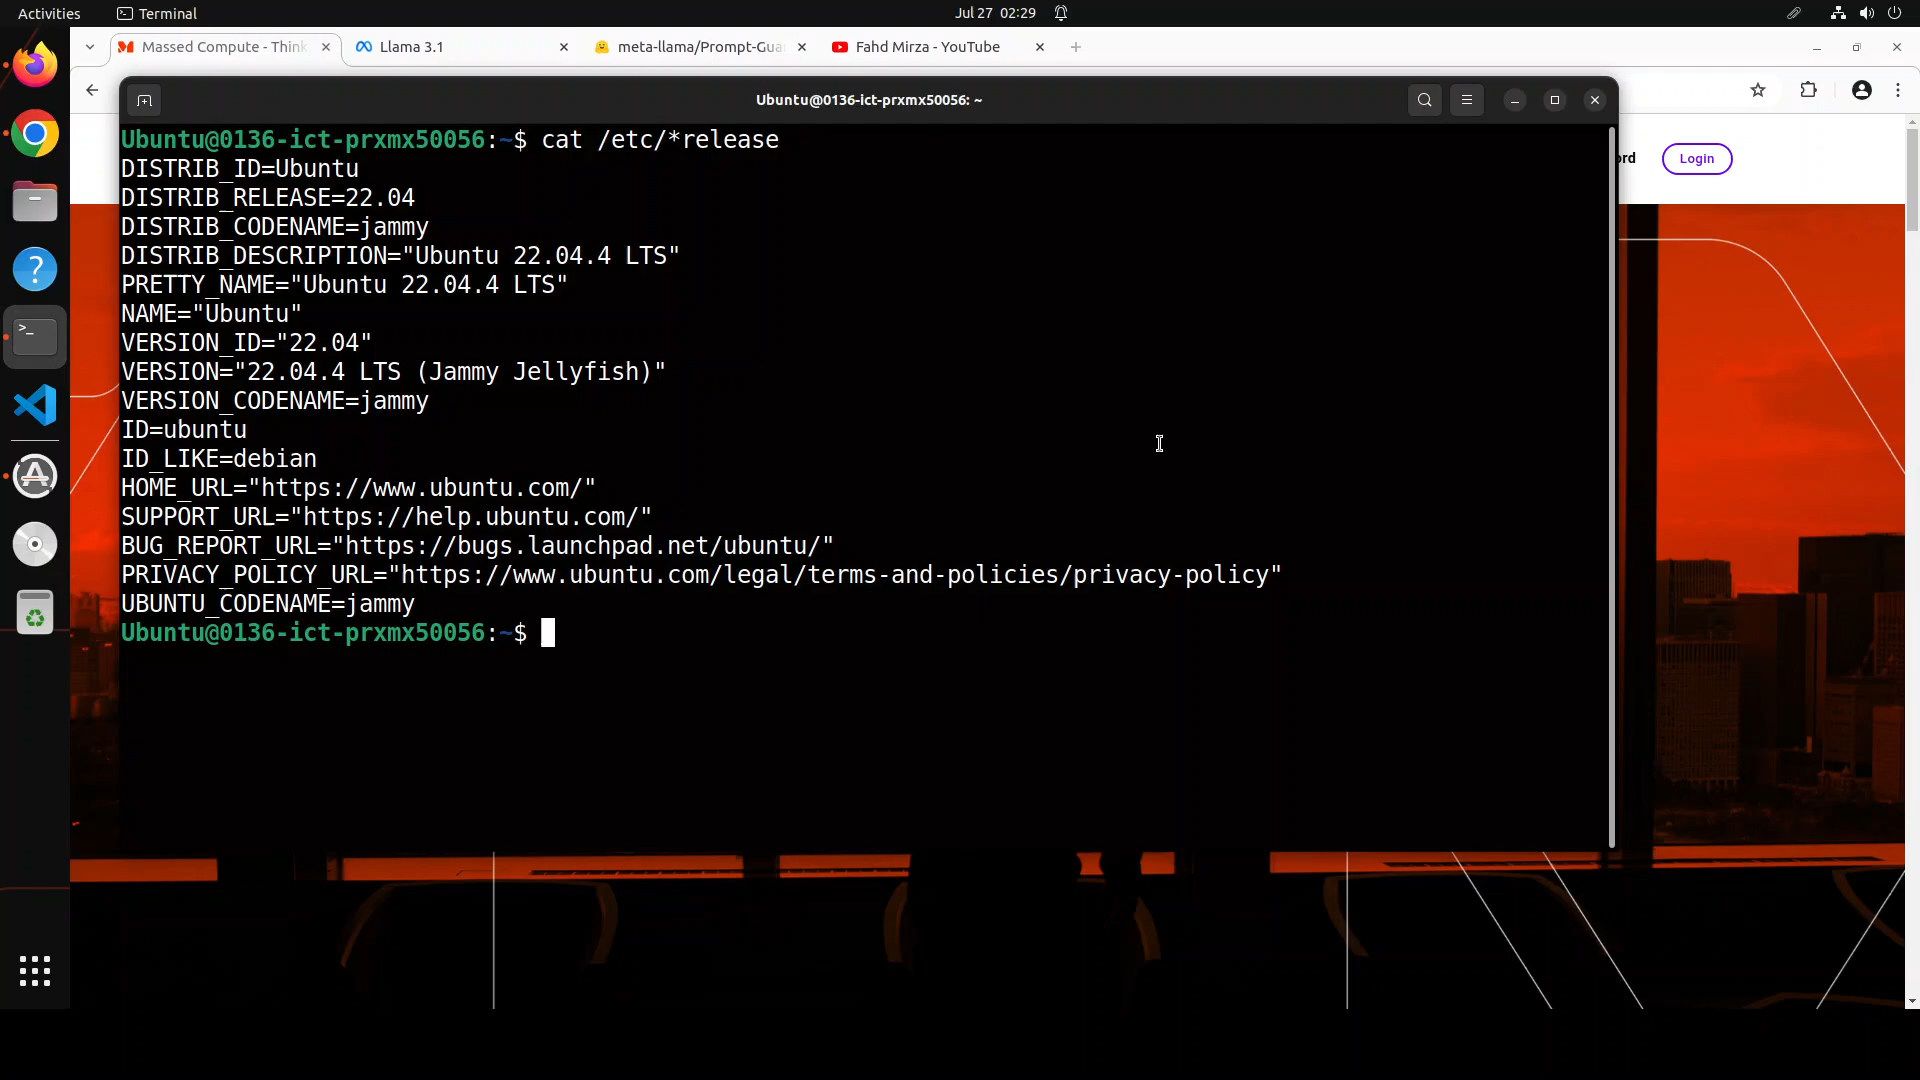 Activities Terminal Jul 27 02:29
Massed Compute - Think Llama 3.1 meta-llama/Prompt-Gua Fahd Mirza - YouTube
Ubuntu@0136-ict-prxmx50056: ~
Login
Ubuntu@0136-ict-prxmx50056:~$ cat /etc/*release
DISTRIB_ID=Ubuntu
DISTRIB_RELEASE=22.04
DISTRIB_CODENAME=jammy
DISTRIB_DESCRIPTION="Ubuntu 22.04.4 LTS"
PRETTY_NAME="Ubuntu 22.04.4 LTS"
NAME="Ubuntu"
VERSION_ID="22.04"
VERSION="22.04.4 LTS (Jammy Jellyfish)"
VERSION_CODENAME=jammy
ID=ubuntu
ID_LIKE=debian
HOME_URL="https://www.ubuntu.com/"
SUPPORT_URL="https://help.ubuntu.com/"
BUG_REPORT_URL="https://bugs.launchpad.net/ubuntu/"
PRIVACY_POLICY_URL="https://www.ubuntu.com/legal/terms-and-policies/privacy-policy"
UBUNTU_CODENAME=jammy
Ubuntu@0136-ict-prxmx50056:~$